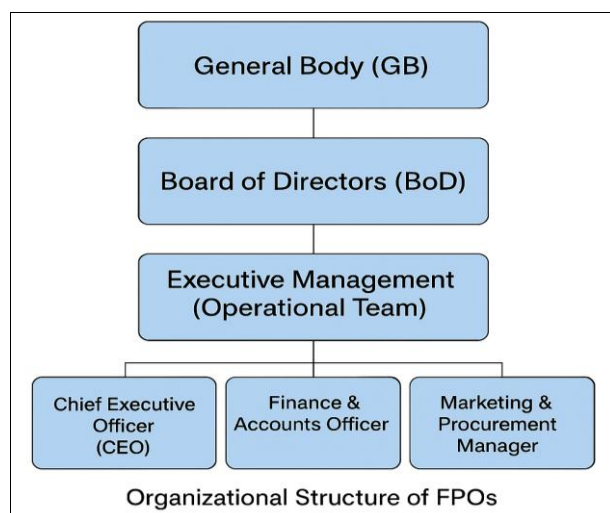 General Body (GB)
Board of Directors (BoD)
Executive Management
(Operational Team)
Chief Executive
Officer
(CEO)
Finance &
Accounts Officer
Marketing &
Procurement
Manager
Organizational Structure of FPOs